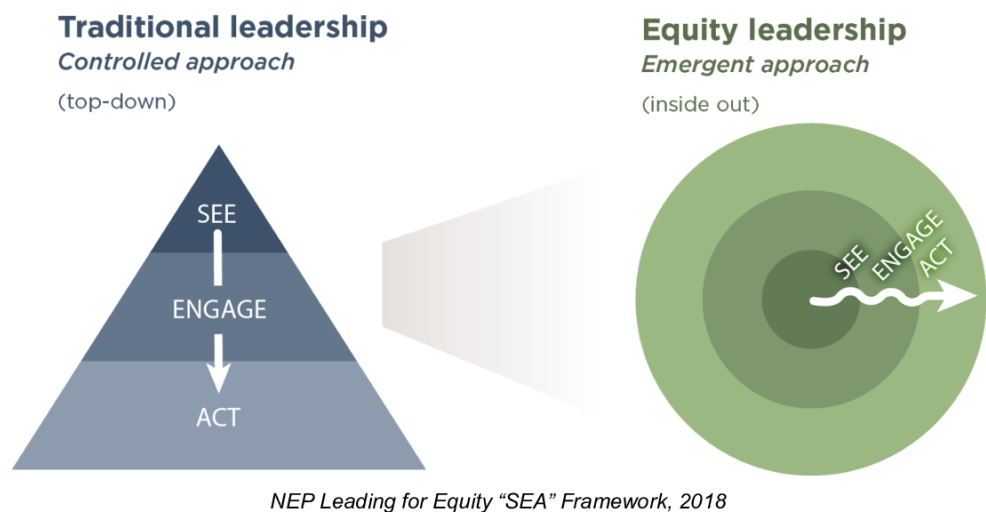 Traditional leadership
Controlled approach
(top-down)
SEE
ENGAGE
ACT
Equity leadership
Emergent approach
(inside out)
SEE
ENGAGE
ACT
NEP Leading for Equity “SEA” Framework, 2018